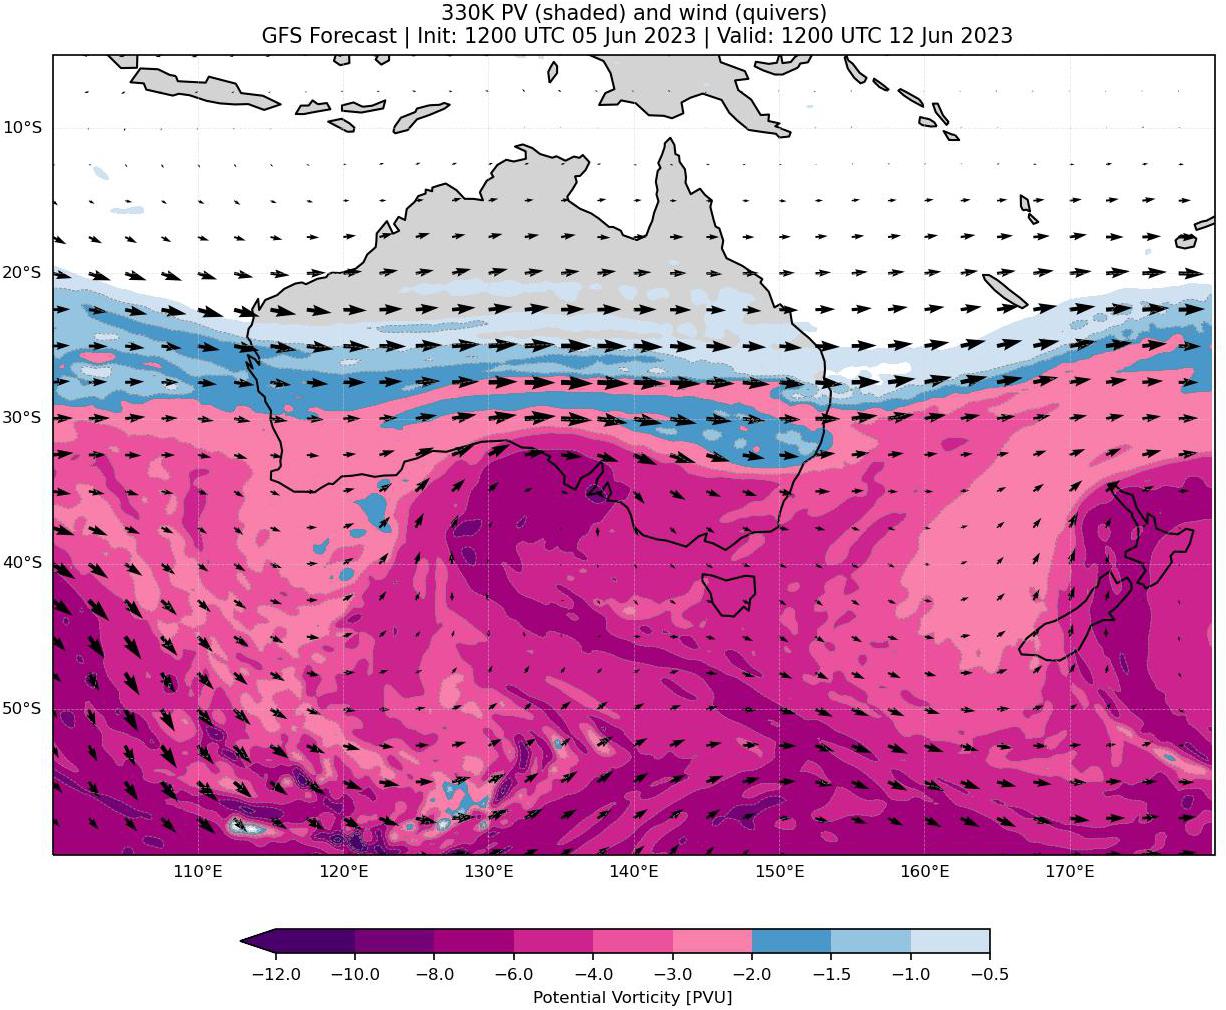 330K PV (shaded) and wind (quivers)
GFS Forecast | Init: 1200 UTC 05 Jun 2023 | Valid: 1200 UTC 12 Jun 2023
10°S
20°S
30°S
40°S
50°S
110°E 120°E 130°E 140°E 150°E 160°E 170°E
−12.0 −10.0 −8.0 −6.0 −4.0 −3.0 −2.0 −1.5 −1.0 −0.5
Potential Vorticity [PVU]